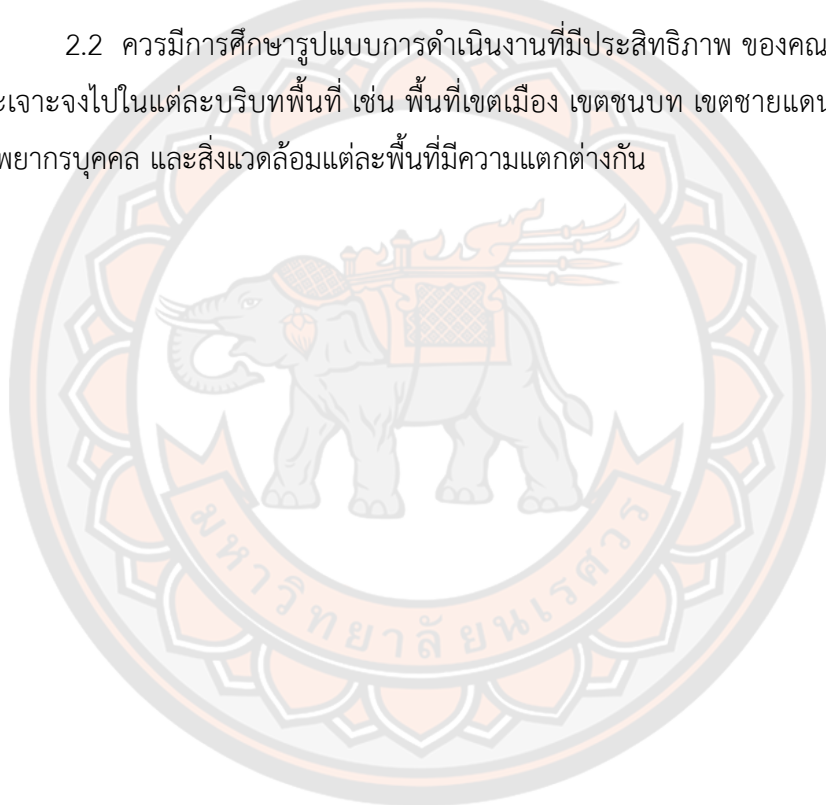 2.2 ควรมีการศึกษารูปแบบการดำเนินงานที่มีประสิทธิภาพ ของคณ
ะเจาะจงไปในแต่ละบริบทพื้นที่ เช่น พื้นที่เขตเมือง เขตชนบท เขตชายแดน
พยากรบุคคล และสิ่งแวดล้อมแต่ละพื้นที่มีความแตกต่างกัน
มหาวิทยาลัยนเรศวร